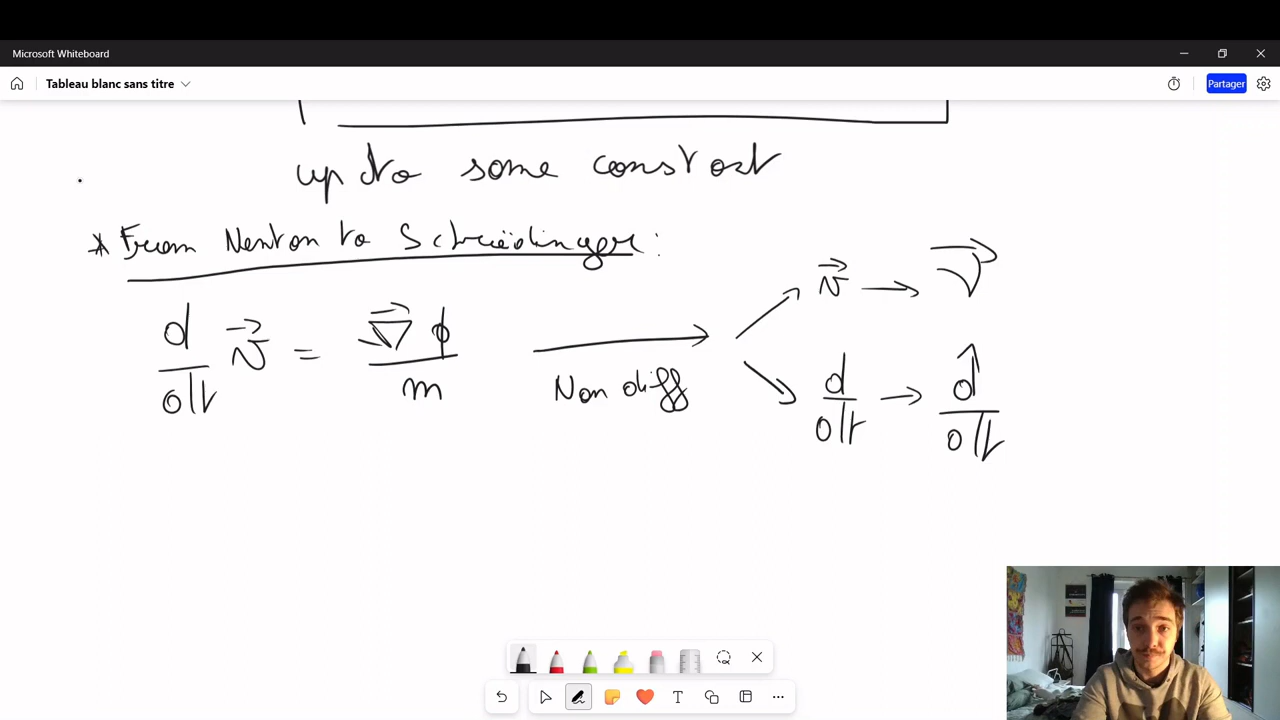 Microsoft Whiteboard
Tableau blanc sans titre
Partager
up to some constant
* From Newton to Schrödinger:
d/dt v⃗ = ∇⃗ϕ/m
Non diff
v⃗ → V⃗
d/dt → d̂/dt